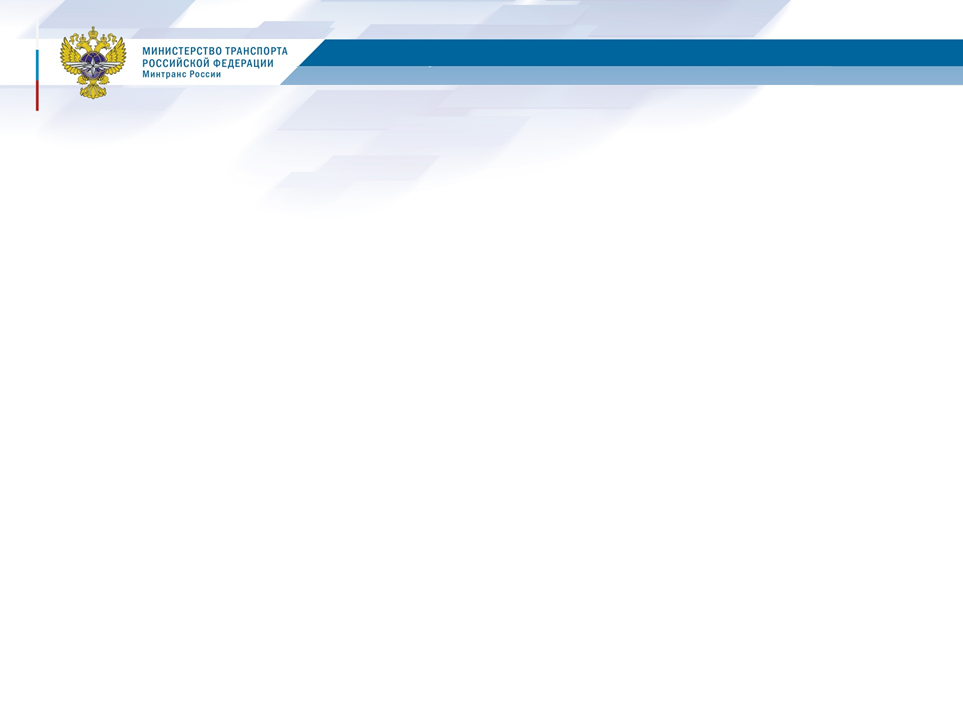 МИНИСТЕРСТВО ТРАНСПОРТА
РОССИЙСКОЙ ФЕДЕРАЦИИ
Минтранс России